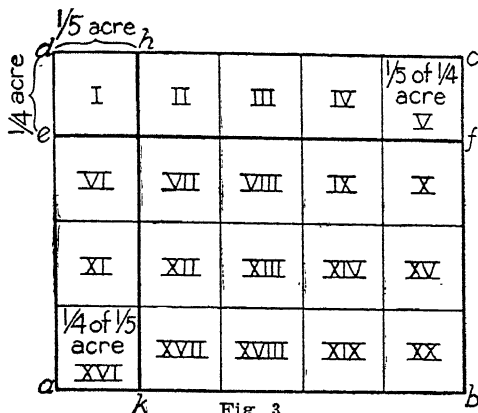 1/5 acre
d h c
1/4 acre
I II III IV 1/5 of 1/4
acre
V
e f
VI VII VIII IX X
XI XII XIII XIV XV
1/4 of 1/5
acre
XVI XVII XVIII XIX XX
a k b
Fig. 3